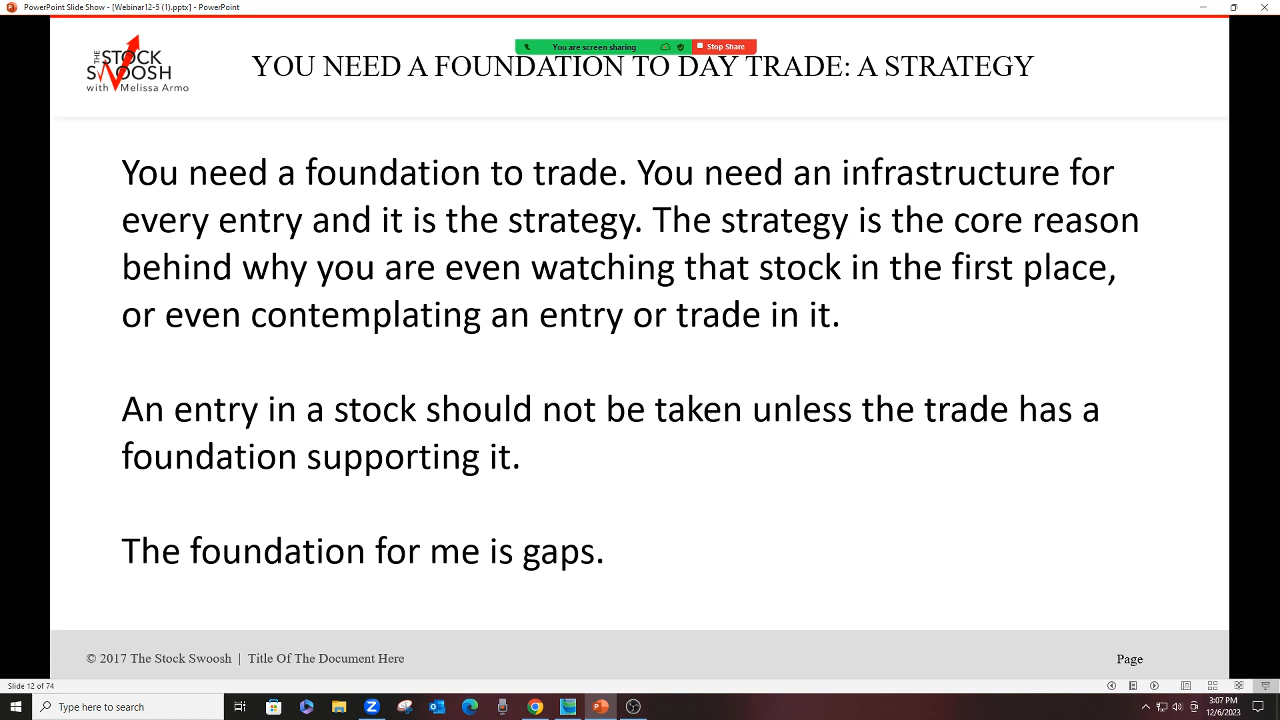 PowerPoint Slide Show - [Webinar12-5 (1).pptx] - PowerPoint
You are screen sharing
Stop Share
THE STOCK
SWOOSH
with Melissa Armo
YOU NEED A FOUNDATION TO DAY TRADE: A STRATEGY
You need a foundation to trade. You need an infrastructure for
every entry and it is the strategy. The strategy is the core reason
behind why you are even watching that stock in the first place,
or even contemplating an entry or trade in it.
An entry in a stock should not be taken unless the trade has a
foundation supporting it.
The foundation for me is gaps.
© 2017 The Stock Swoosh | Title Of The Document Here
Page
Slide 12 of 74
Type here to search
3:07 PM
12/6/2023